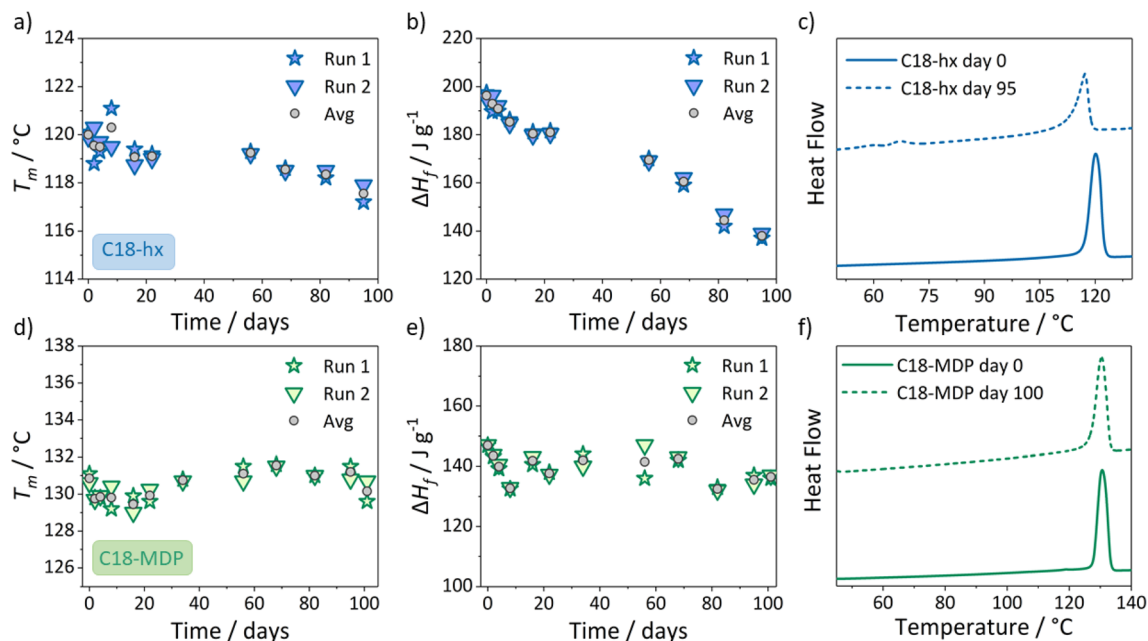 a)
124
122
120
118
116
114
T_m / °C
Run 1
Run 2
Avg
C18-hx
0 20 40 60 80 100
Time / days
b)
220
200
180
160
140
120
ΔH_f / J g⁻¹
Run 1
Run 2
Avg
0 20 40 60 80 100
Time / days
c)
Heat Flow
C18-hx day 0
C18-hx day 95
60 75 90 105 120
Temperature / °C
d)
138
136
134
132
130
128
126
T_m / °C
Run 1
Run 2
Avg
C18-MDP
0 20 40 60 80 100
Time / days
e)
180
160
140
120
100
ΔH_f / J g⁻¹
Run 1
Run 2
Avg
0 20 40 60 80 100
Time / days
f)
Heat Flow
C18-MDP day 0
C18-MDP day 100
60 80 100 120 140
Temperature / °C